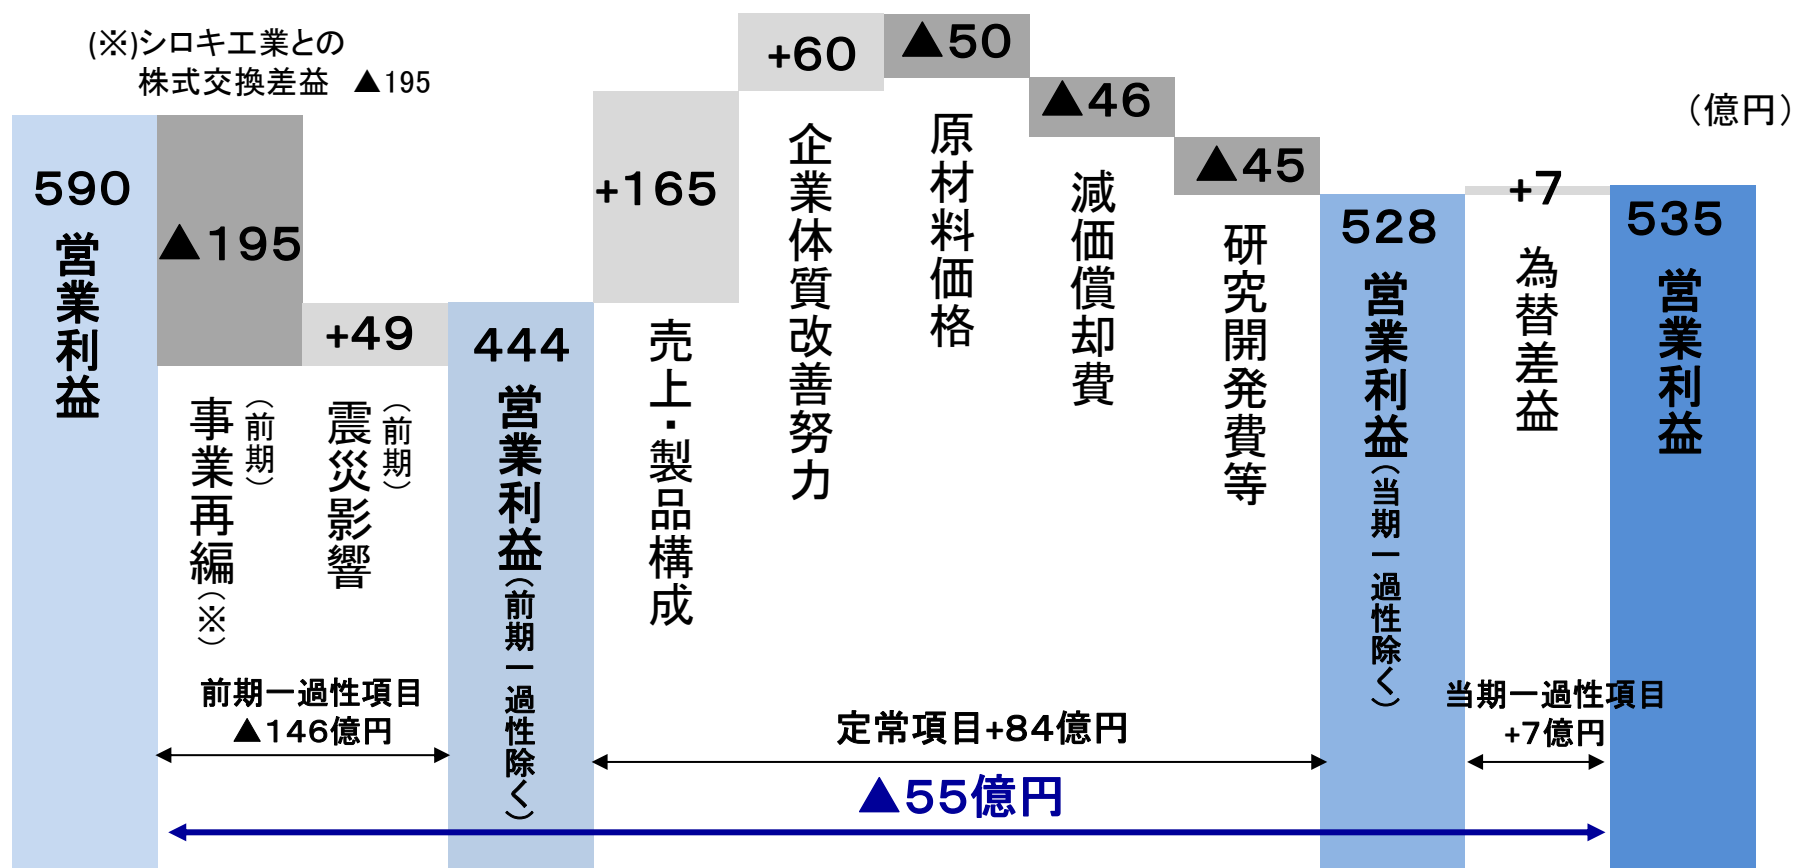 (※)シロキ工業との
株式交換差益 ▲195
（億円）
590
営業利益
▲195
事業再編(※)
（前期）
+49
震災影響
（前期）
444
営業利益（前期一過性除く）
+165
売上・製品構成
+60
企業体質改善努力
▲50
原材料価格
▲46
減価償却費
▲45
研究開発費等
528
営業利益（当期一過性除く）
+7
為替差益
535
営業利益
前期一過性項目
▲146億円
定常項目+84億円
当期一過性項目
+7億円
▲55億円